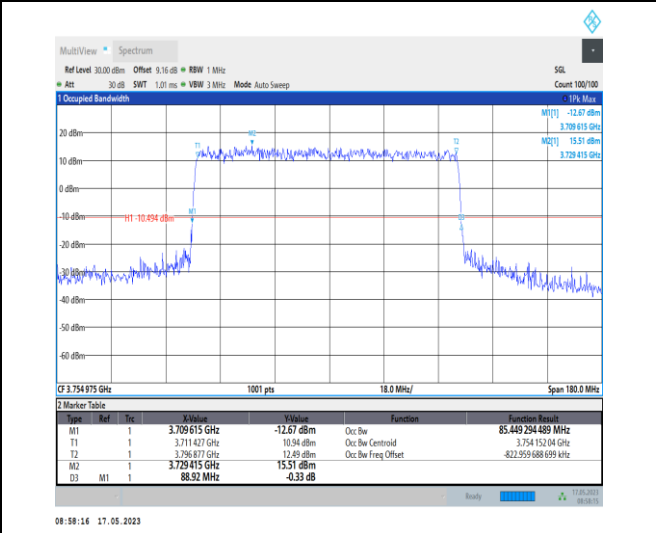 MultiView Spectrum
Ref Level 30.00 dBm Offset 9.16 dB RBW 1 MHz SGL
Att 30 dB SWT 1.01 ms VBW 3 MHz Mode Auto Sweep Count 100/100
1 Occupied Bandwidth 1Pk Max
M1[1] -12.67 dBm
3.709 615 GHz
20 dBm M2 T2 M2[1] 15.51 dBm
T1 3.729 415 GHz
10 dBm
0 dBm
-10 dBm H1 -10.494 dBm M1
-20 dBm
-30 dBm
-40 dBm
-50 dBm
-60 dBm
CF 3.754 975 GHz 1001 pts 18.0 MHz/ Span 180.0 MHz
2 Marker Table
Type Ref Trc X-Value Y-Value Function Function Result
M1 1 3.709 615 GHz -12.67 dBm Occ Bw 85.449 294 489 MHz
T1 1 3.711 427 GHz 10.94 dBm Occ Bw Centroid 3.754 152 04 GHz
T2 1 3.796 877 GHz 12.49 dBm Occ Bw Freq Offset -822.959 688 699 kHz
M2 1 3.729 415 GHz 15.51 dBm
D3 M1 1 88.92 MHz -0.33 dB
Ready 17.05.2023
08:58:15
08:58:16 17.05.2023